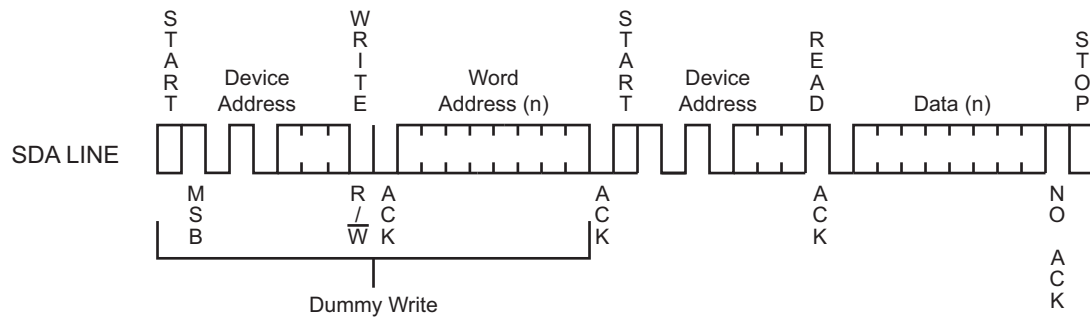 START
WRITE
START
READ
STOP
Device
Address
Word
Address (n)
Device
Address
Data (n)
SDA LINE
MSB
R/W
ACK
ACK
ACK
NO ACK
Dummy Write